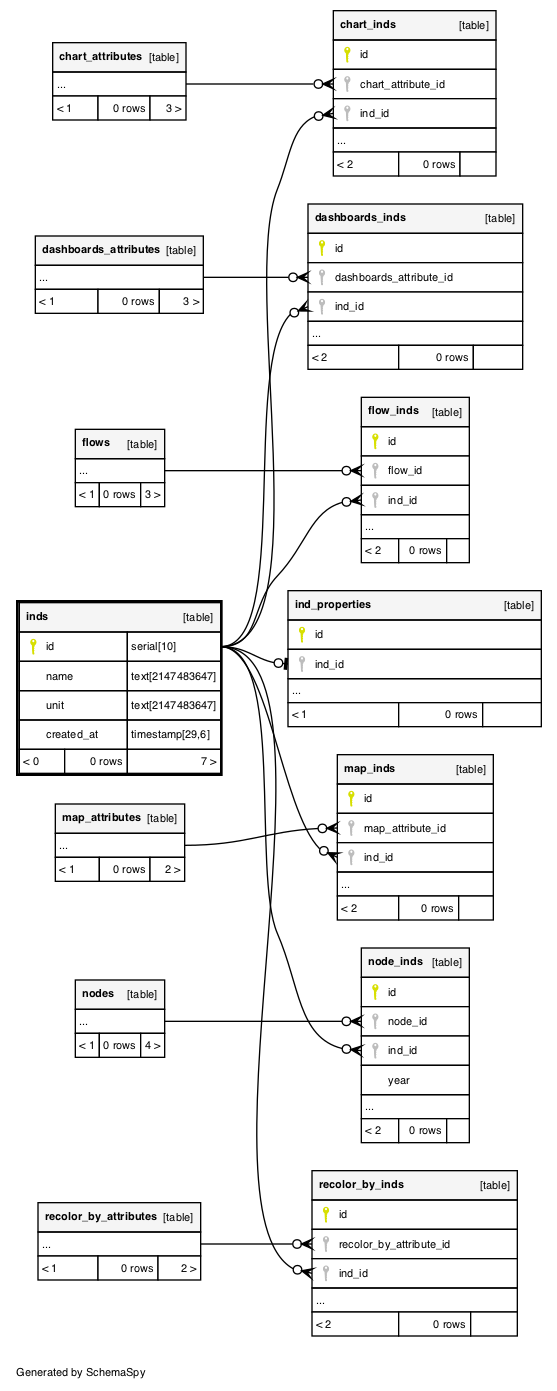 chart_inds [table]
id
chart_attribute_id
ind_id
...
< 2 0 rows
chart_attributes [table]
...
< 1 0 rows 3 >
dashboards_inds [table]
id
dashboards_attribute_id
ind_id
...
< 2 0 rows
dashboards_attributes [table]
...
< 1 0 rows 3 >
flow_inds [table]
id
flow_id
ind_id
...
< 2 0 rows
flows [table]
...
< 1 0 rows 3 >
ind_properties [table]
id
ind_id
...
< 1 0 rows
inds [table]
id serial[10]
name text[2147483647]
unit text[2147483647]
created_at timestamp[29,6]
< 0 0 rows 7 >
map_inds [table]
id
map_attribute_id
ind_id
...
< 2 0 rows
map_attributes [table]
...
< 1 0 rows 2 >
node_inds [table]
id
node_id
ind_id
year
...
< 2 0 rows
nodes [table]
...
< 1 0 rows 4 >
recolor_by_inds [table]
id
recolor_by_attribute_id
ind_id
...
< 2 0 rows
recolor_by_attributes [table]
...
< 1 0 rows 2 >
Generated by SchemaSpy